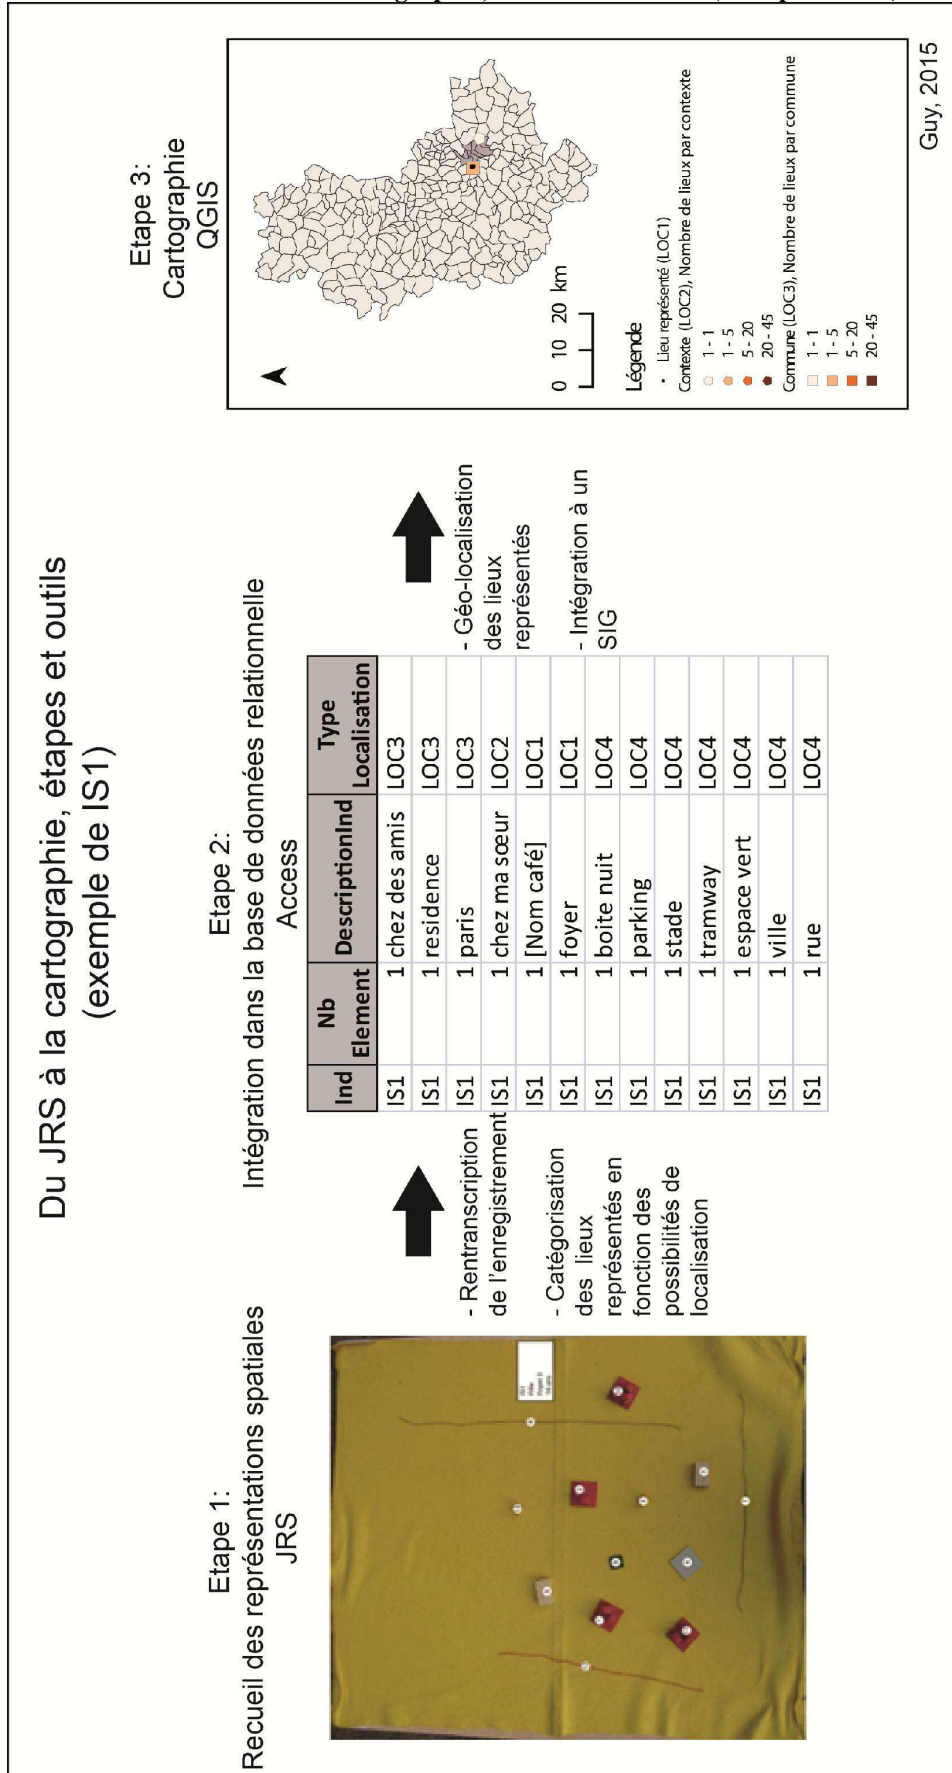 Du JRS à la cartographie, étapes et outils
(exemple de IS1)
Etape 1:
Recueil des représentations spatiales
JRS
- Rentranscription
de l'enregistrement
- Catégorisation
des lieux
représentés en
fonction des
possibilités de
localisation
Etape 2:
Intégration dans la base de données relationnelle
Access
Ind Nb Element DescriptionInd Type Localisation
IS1 1 chez des amis LOC3
IS1 1 residence LOC3
IS1 1 paris LOC3
IS1 1 chez ma sœur LOC2
IS1 1 [Nom café] LOC1
IS1 1 foyer LOC1
IS1 1 boite nuit LOC4
IS1 1 parking LOC4
IS1 1 stade LOC4
IS1 1 tramway LOC4
IS1 1 espace vert LOC4
IS1 1 ville LOC4
IS1 1 rue LOC4
- Géo-localisation
des lieux
représentés
- Intégration à un
SIG
Etape 3:
Cartographie
QGIS
0 10 20 km
Légende
Lieu représenté (LOC1)
Contexte (LOC2), Nombre de lieux par contexte
1 - 1
1 - 5
5 - 20
20 - 45
Commune (LOC3), Nombre de lieux par commune
1 - 1
1 - 5
5 - 20
20 - 45
Guy, 2015